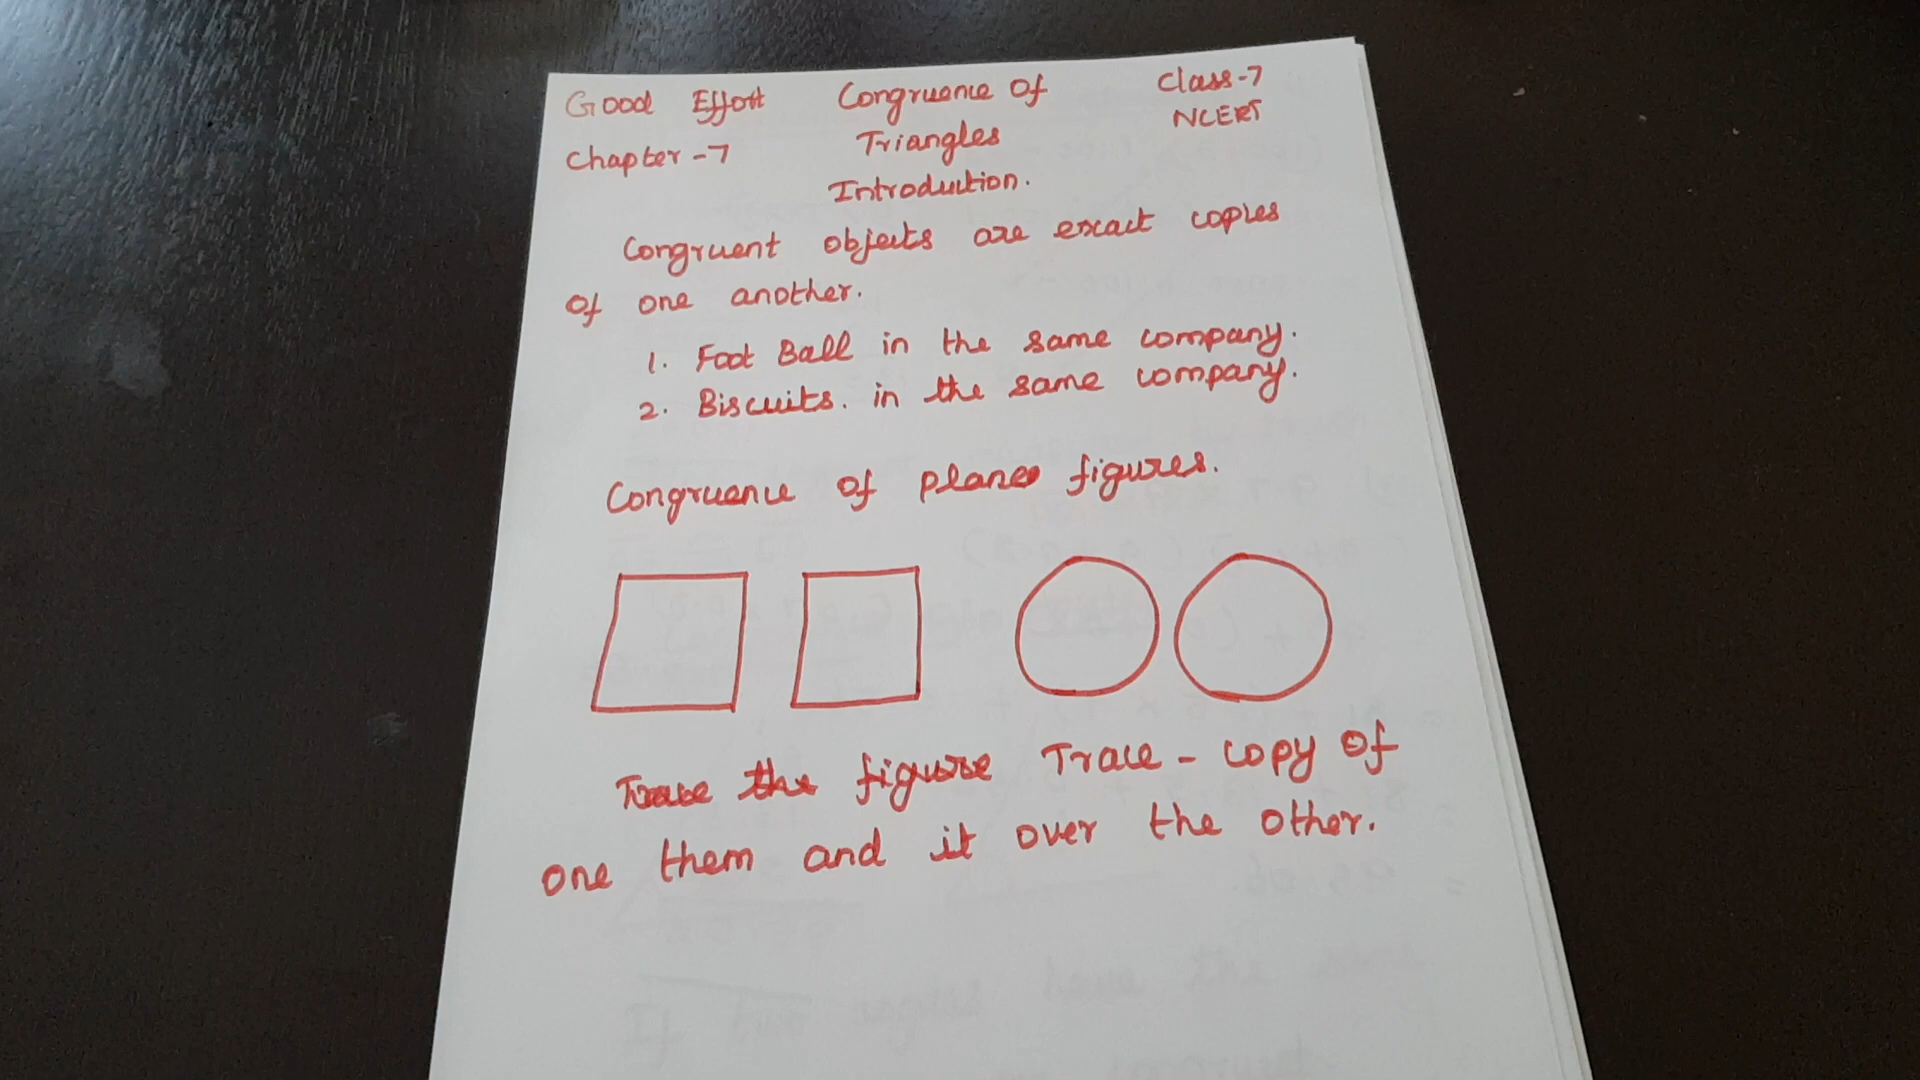 Good Effort Congruence Of Class-7
Chapter-7 Triangles NCERT
Introduction.
Congruent objects are exact copies
Of one another.
1. Foot Ball in the same company.
2. Biscuits. in the same company.
Congruence of plane figures.
Trace the figure Trace - copy of
one them and it over the other.